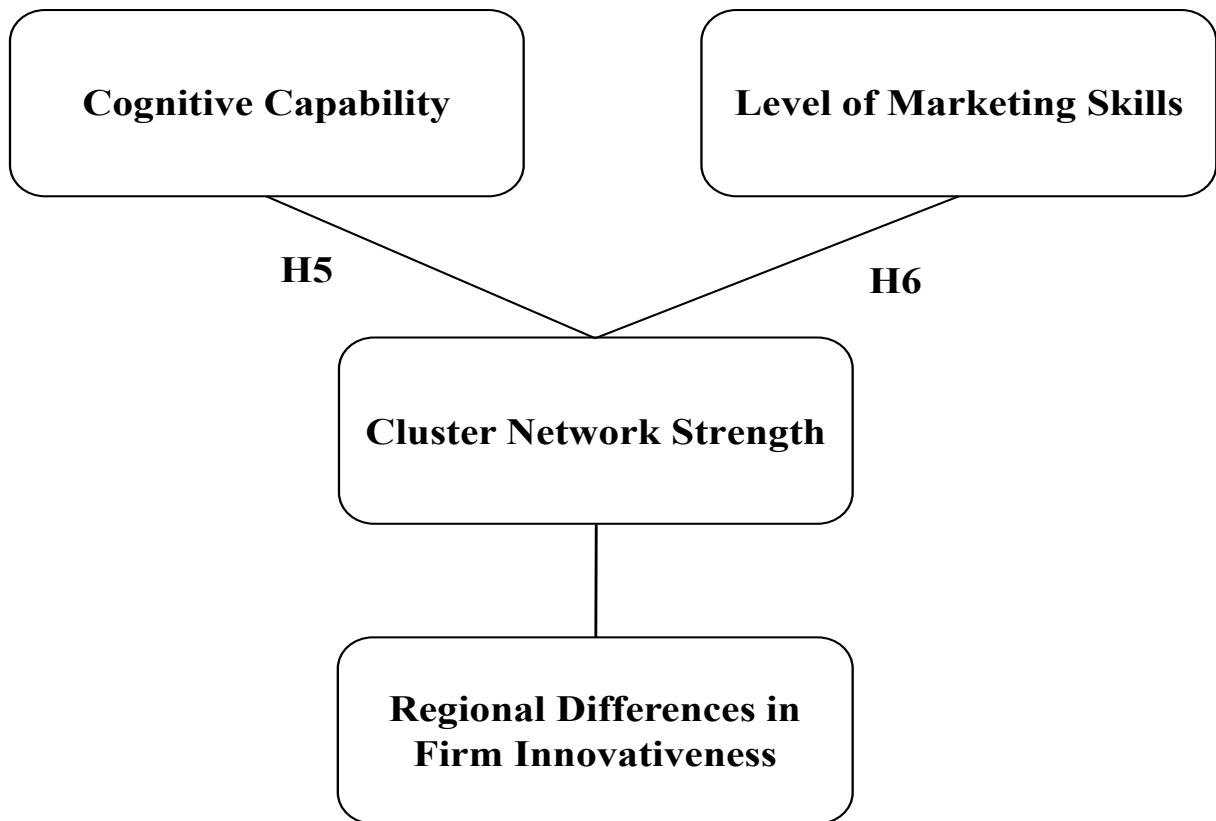 Cognitive Capability
Level of Marketing Skills
H5
H6
Cluster Network Strength
Regional Differences in
Firm Innovativeness